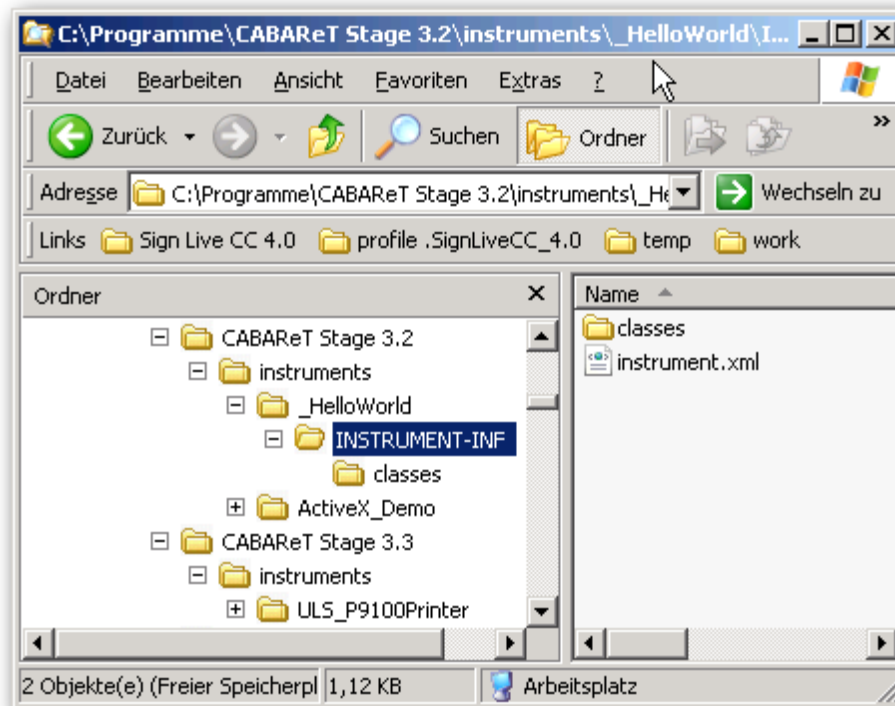 C:\Programme\CABAReT Stage 3.2\instruments\_HelloWorld\I...
Datei Bearbeiten Ansicht Favoriten Extras ?
Zurück Suchen Ordner »
Adresse C:\Programme\CABAReT Stage 3.2\instruments\_He Wechseln zu
Links Sign Live CC 4.0 profile .SignLiveCC_4.0 temp work
Ordner
CABAReT Stage 3.2
instruments
_HelloWorld
INSTRUMENT-INF
classes
ActiveX_Demo
CABAReT Stage 3.3
instruments
ULS_P9100Printer
Name
classes
instrument.xml
2 Objekte(e) (Freier Speicherpl 1,12 KB Arbeitsplatz